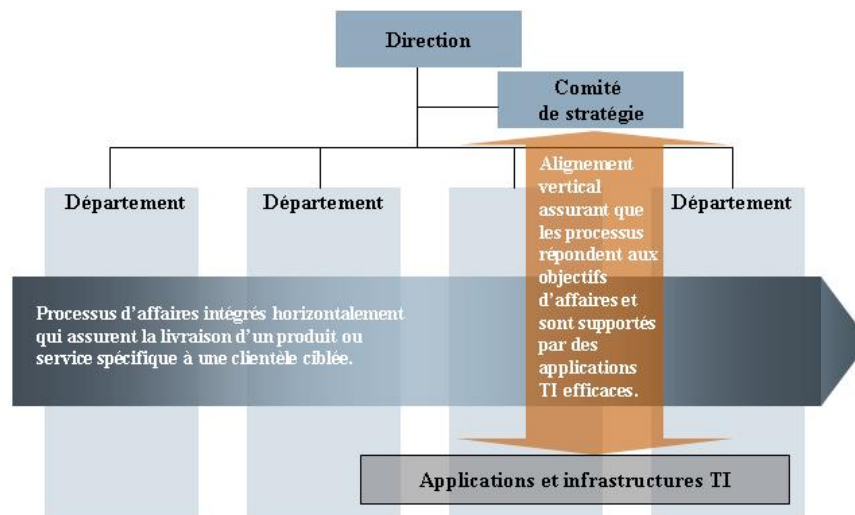 Direction
Comité
de stratégie
Alignement
vertical
assurant que
les processus
répondent aux
objectifs
d’affaires et
sont supportés
par des
applications
TI efficaces.
Département
Département
Département
Processus d’affaires intégrés horizontalement
qui assurent la livraison d’un produit ou
service spécifique à une clientèle ciblée.
Applications et infrastructures TI